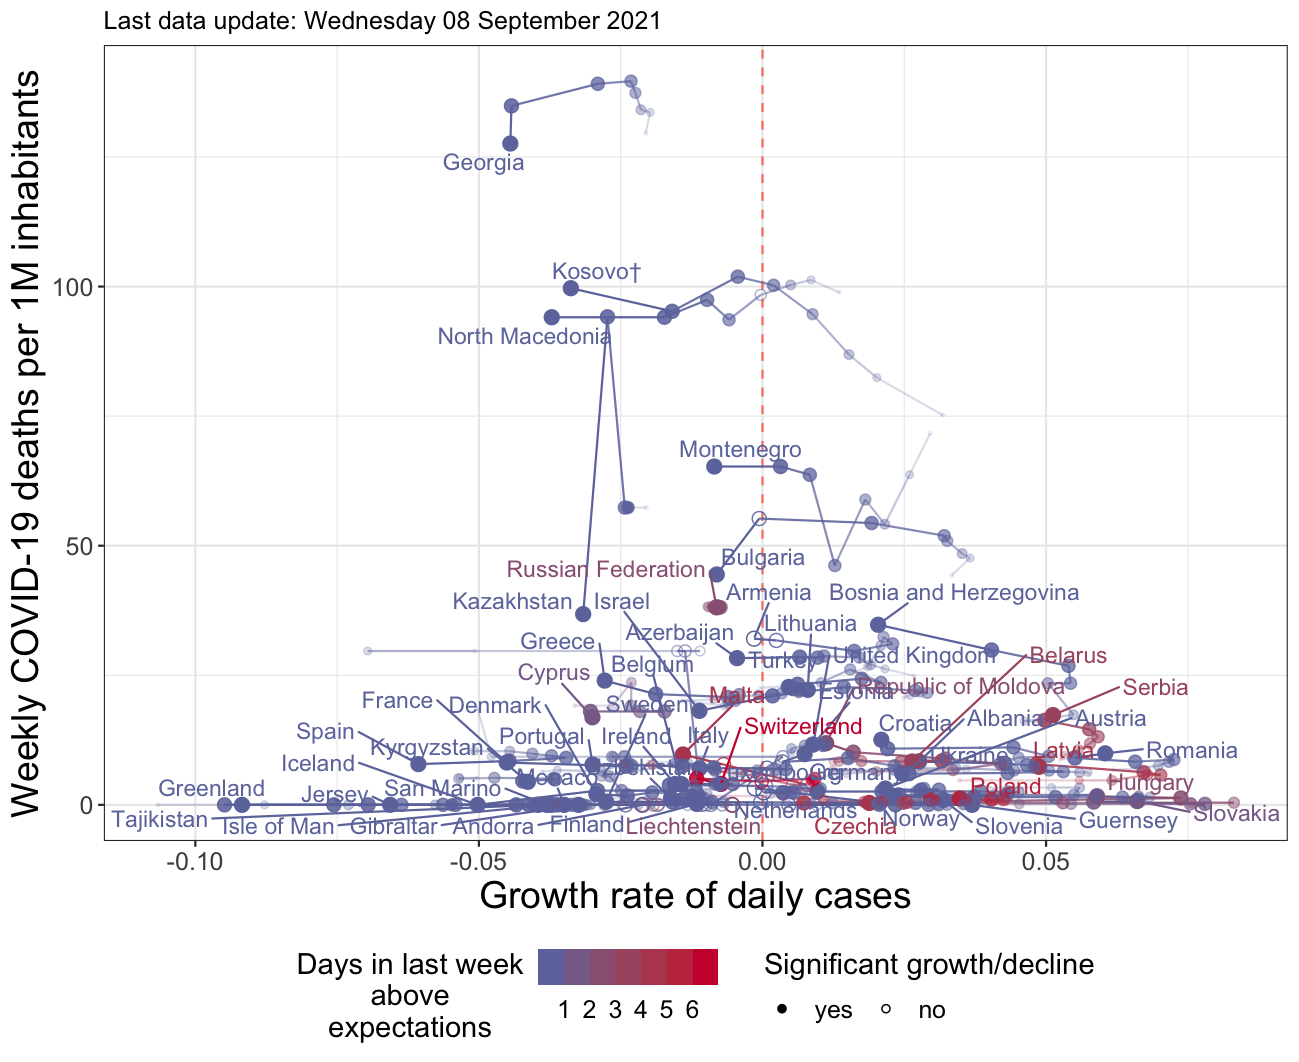 Last data update: Wednesday 08 September 2021
Weekly COVID-19 deaths per 1M inhabitants
100
50
0
Georgia
Kosovo†
North Macedonia
Montenegro
Bulgaria
Russian Federation
Armenia
Bosnia and Herzegovina
Kazakhstan
Israel
Lithuania
Azerbaijan
Greece
Turkey
United Kingdom
Belarus
Belgium
Cyprus
Malta
Estonia
Republic of Moldova
Serbia
France
Denmark
Sweden
Switzerland
Croatia
Albania
Austria
Spain
Portugal
Ireland
Italy
Kyrgyzstan
Ukraine
Latvia
Romania
Iceland
Monaco
Luxembourg
Germany
Greenland
Jersey
San Marino
Poland
Hungary
Netherlands
Tajikistan
Isle of Man
Gibraltar
Andorra
Finland
Liechtenstein
Czechia
Norway
Slovenia
Guernsey
Slovakia
-0.10
-0.05
0.00
0.05
Growth rate of daily cases
Days in last week
above
expectations
1 2 3 4 5 6
Significant growth/decline
yes
no